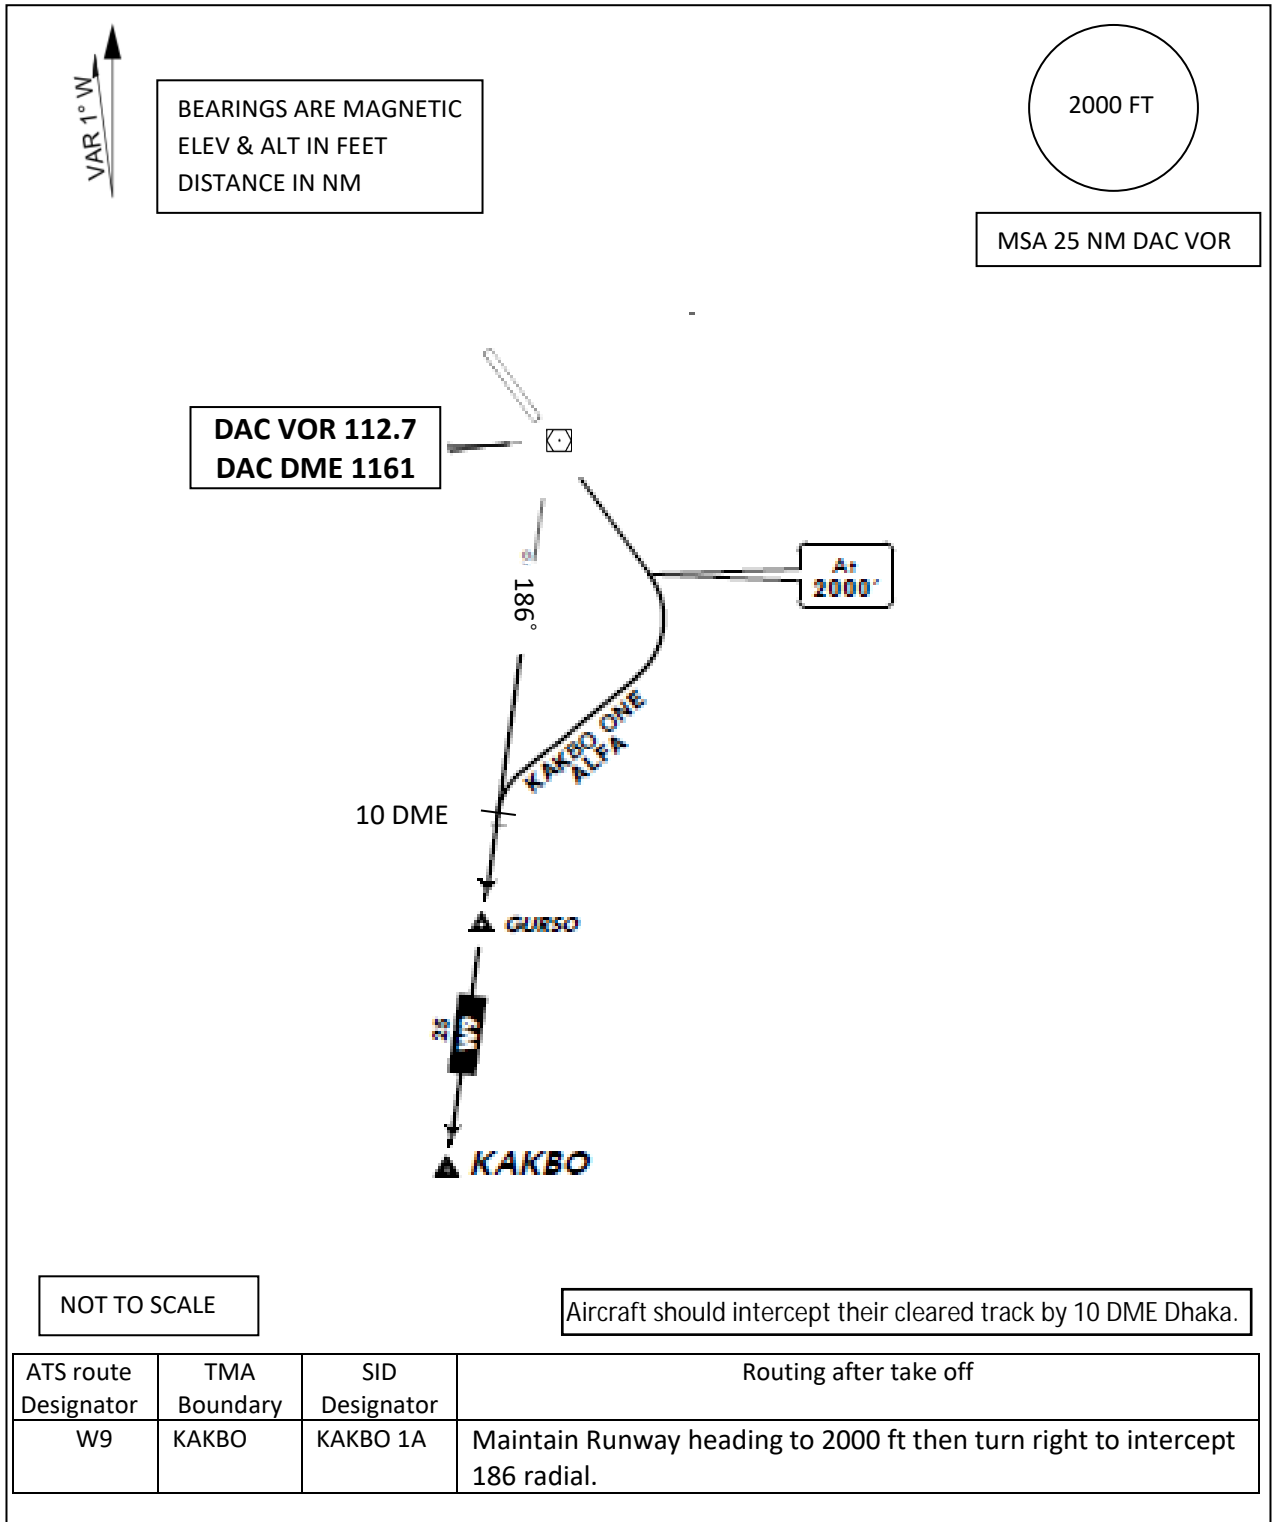 VAR 1° W
BEARINGS ARE MAGNETIC
ELEV & ALT IN FEET
DISTANCE IN NM
2000 FT
MSA 25 NM DAC VOR
DAC VOR 112.7
DAC DME 1161
At
2000'
186°
KAKBO ONE
ALFA
10 DME
GURSO
25
W9
KAKBO
NOT TO SCALE
Aircraft should intercept their cleared track by 10 DME Dhaka.
ATS route
Designator
TMA
Boundary
SID
Designator
Routing after take off
W9
KAKBO
KAKBO 1A
Maintain Runway heading to 2000 ft then turn right to intercept
186 radial.